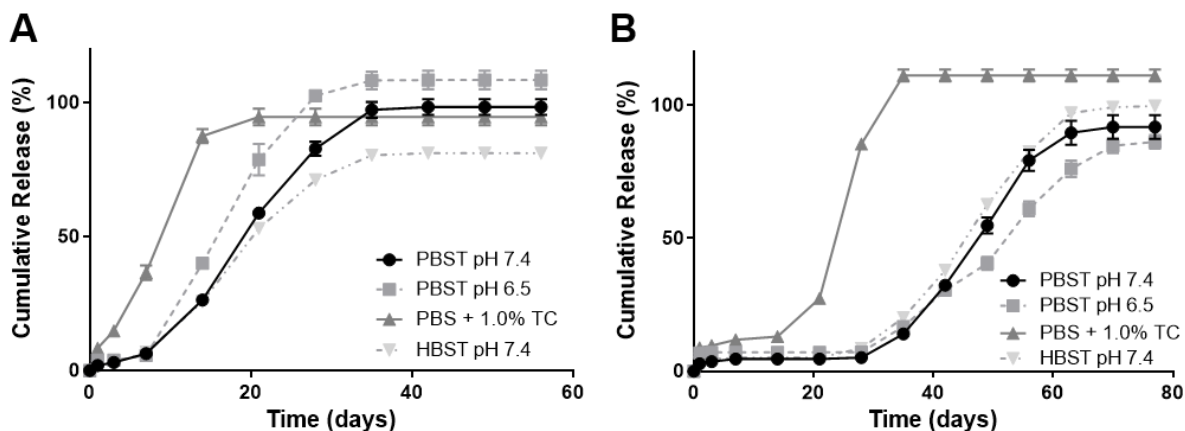 A
Cumulative Release (%)
100
50
0
0
20
40
60
Time (days)
PBST pH 7.4
PBST pH 6.5
PBS + 1.0% TC
HBST pH 7.4
B
Cumulative Release (%)
100
50
0
0
20
40
60
80
Time (days)
PBST pH 7.4
PBST pH 6.5
PBS + 1.0% TC
HBST pH 7.4